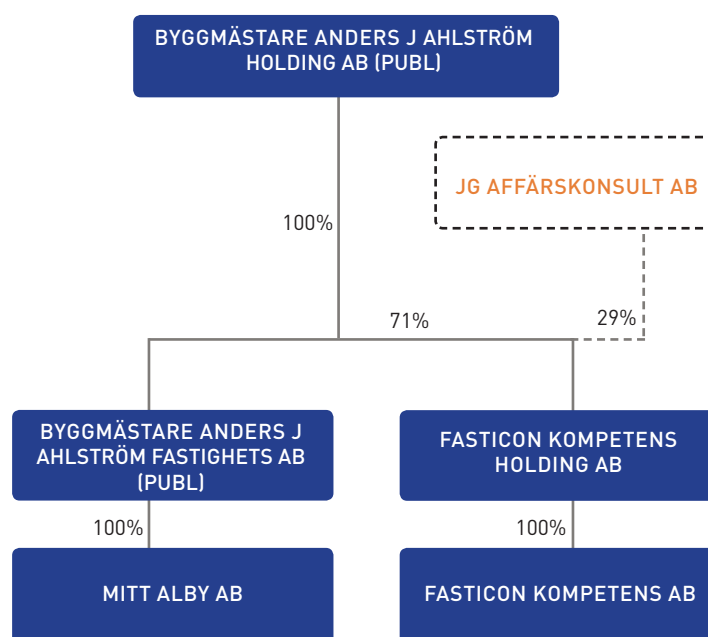 BYGGMÄSTARE ANDERS J AHLSTRÖM
HOLDING AB (PUBL)
JG AFFÄRSKONSULT AB
100%
71%
29%
BYGGMÄSTARE ANDERS J
AHLSTRÖM FASTIGHETS AB
(PUBL)
FASTICON KOMPETENS
HOLDING AB
100%
100%
MITT ALBY AB
FASTICON KOMPETENS AB